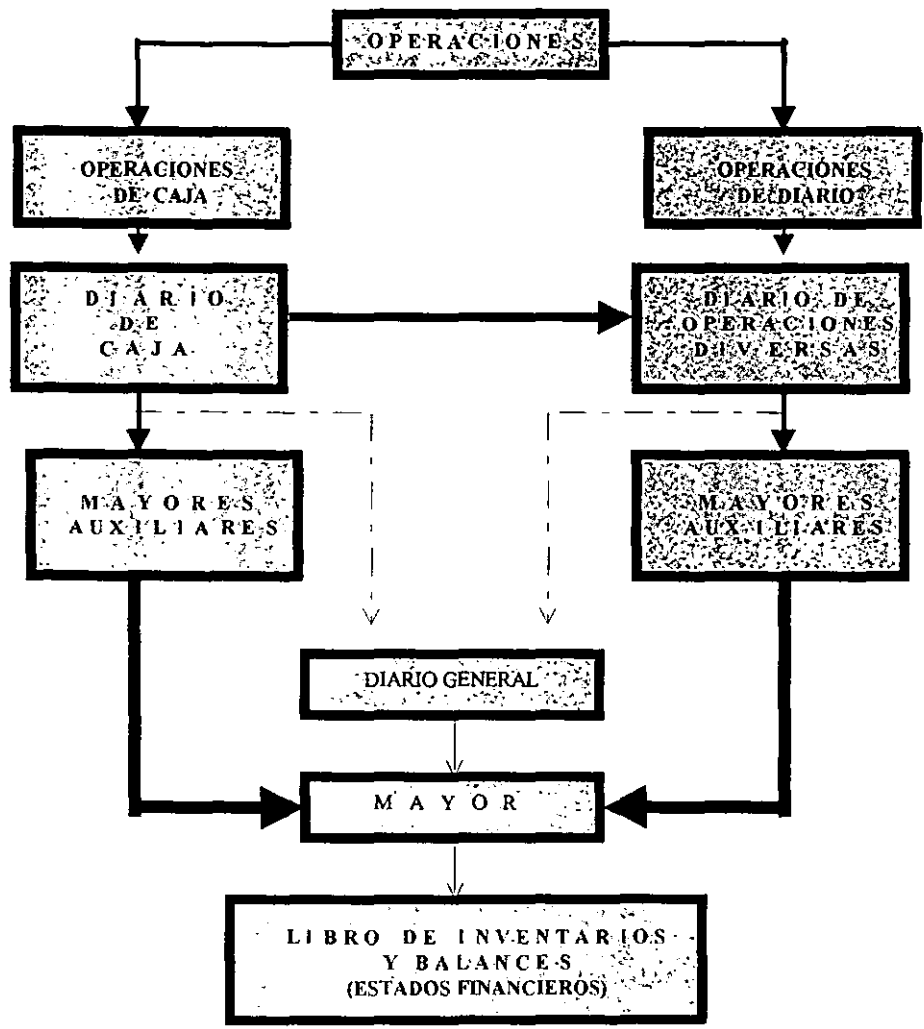 OPERACIONES
OPERACIONES
DE CAJA
OPERACIONES
DE DIARIO
DIARIO
DE
CAJA
DIARIO DE
OPERACIONES
DIVERSAS
MAYORES
AUXILIARES
MAYORES
AUXILIARES
DIARIO GENERAL
MAYOR
LIBRO DE INVENTARIOS
Y BALANCES
(ESTADOS FINANCIEROS)